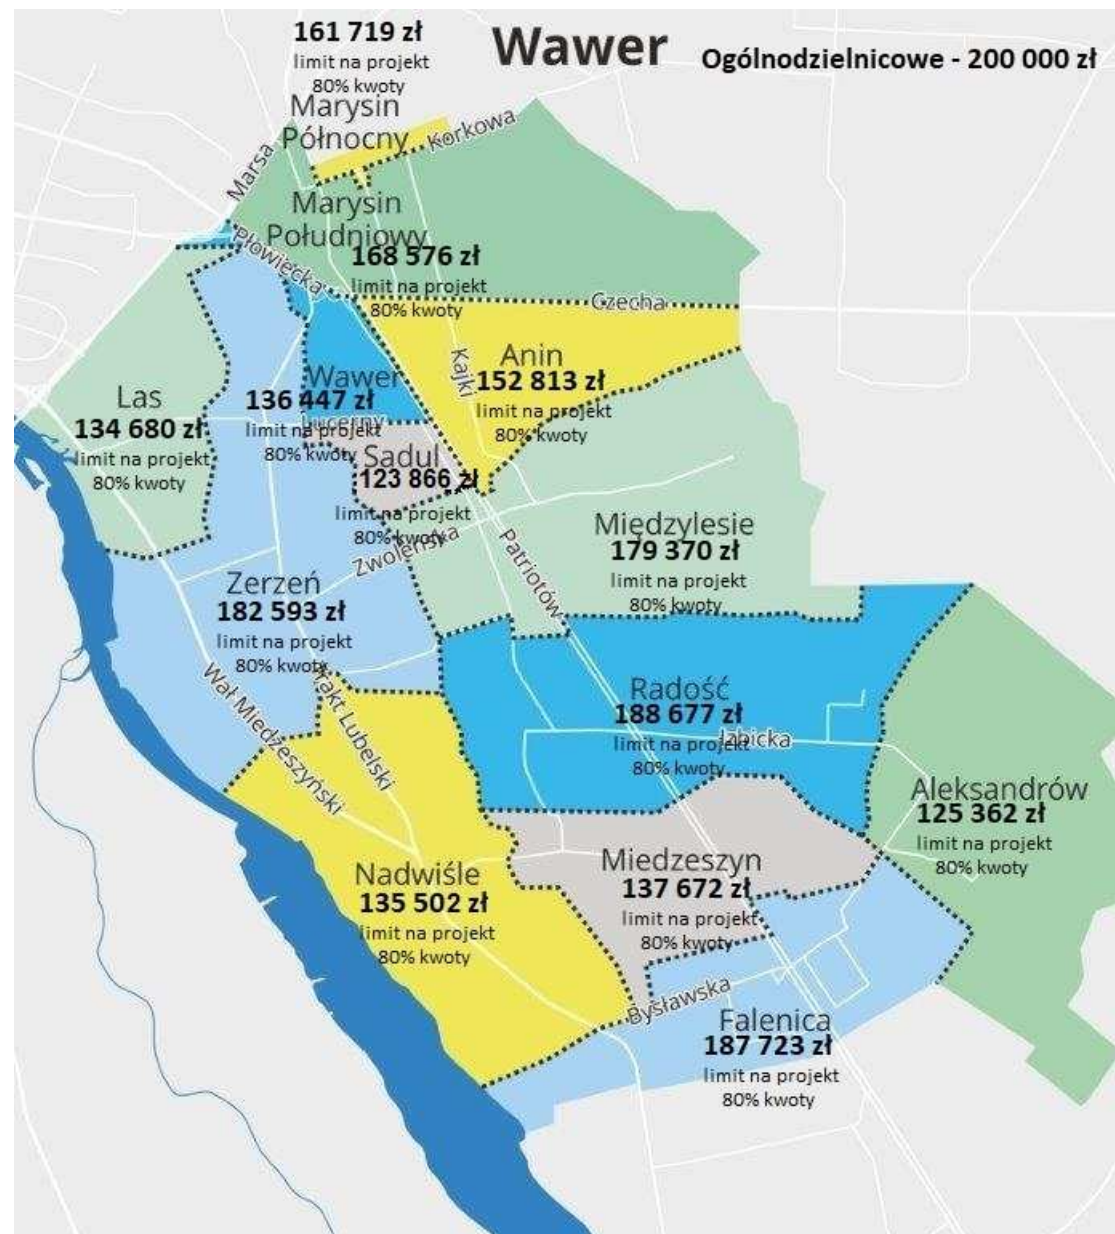 161 719 zł
limit na projekt
80% kwoty
Marysin
Północny
Wawer
Ogólnodzielnicowe - 200 000 zł
Korkowa
Marsa
Marysin
Południowy
168 576 zł
limit na projekt
80% kwoty
Płowiecka
Czecha
Kajki
Anin
152 813 zł
limit na projekt
80% kwoty
Las
134 680 zł
limit na projekt
80% kwoty
Wawer
136 447 zł
Lucerny
limit na projekt
80% kwoty
Sadul
123 866 zł
limit na projekt
80% kwoty
Zwoleńska
Patriotów
Międzylesie
179 370 zł
limit na projekt
80% kwoty
Zerzeń
182 593 zł
limit na projekt
80% kwoty
Wał Miedzeszyński
Trakt Lubelski
Radość
188 677 zł
Izbicka
limit na projekt
80% kwoty
Aleksandrów
125 362 zł
limit na projekt
80% kwoty
Nadwiśle
135 502 zł
limit na projekt
80% kwoty
Miedzeszyn
137 672 zł
limit na projekt
80% kwoty
Bysławska
Falenica
187 723 zł
limit na projekt
80% kwoty